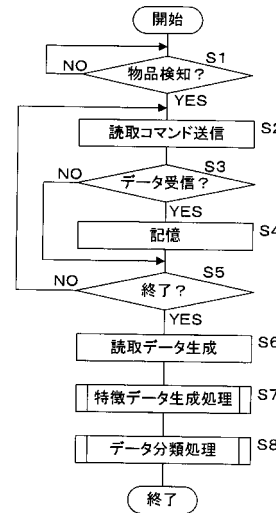 開始
S1
物品検知?
NO
YES
S2
読取コマンド送信
S3
データ受信?
YES
S4
記憶
S5
NO
終了?
YES
S6
読取データ生成
S7
特徴データ生成処理
S8
データ分類処理
終了